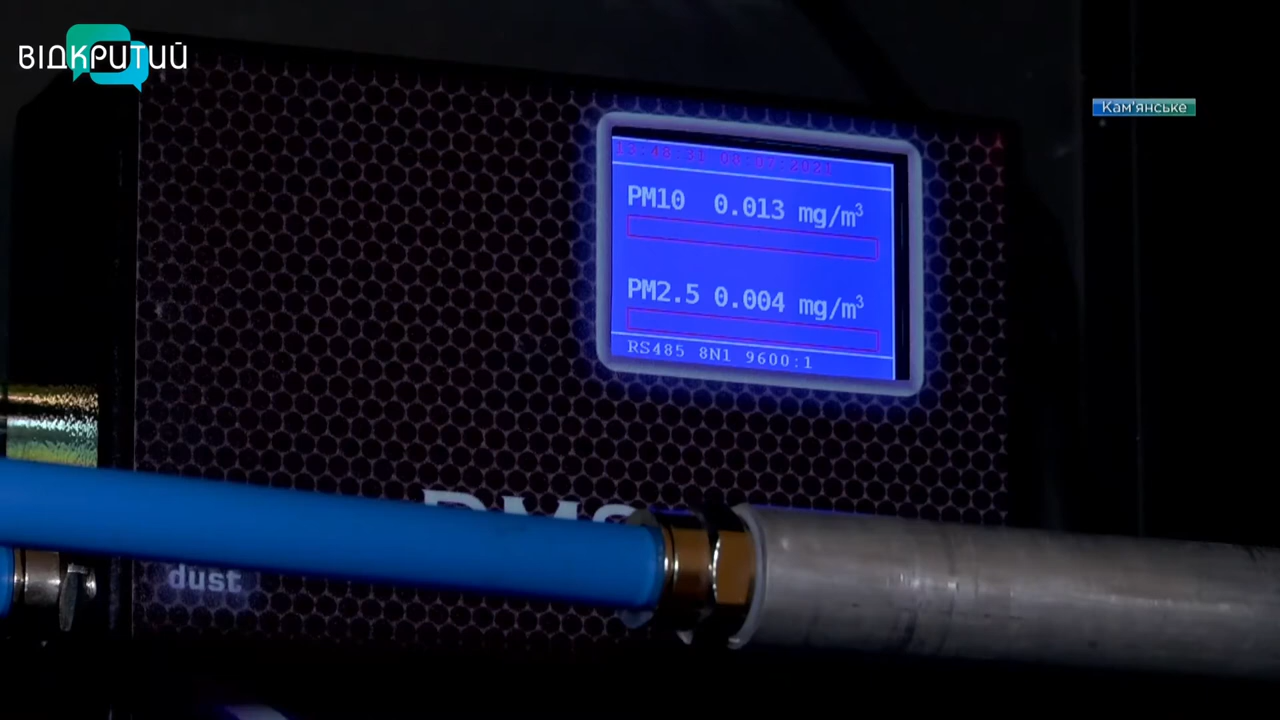 ВІДКРИТИЙ
Кам'янське
PM10 0.013 mg/m³
PM2.5 0.004 mg/m³
RS485 8N1 9600:1
dust